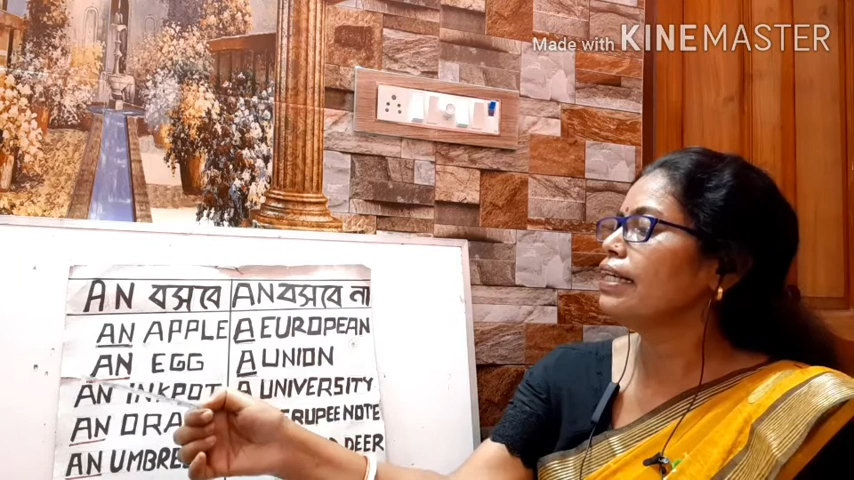 Made with KINEMASTER
AN বসবে AN বসবে না
AN APPLE A EUROPEAN
AN EGG A UNION
AN INKPOT A UNIVERSITY
AN RUPEE NOTE
AN UMBRE DEER